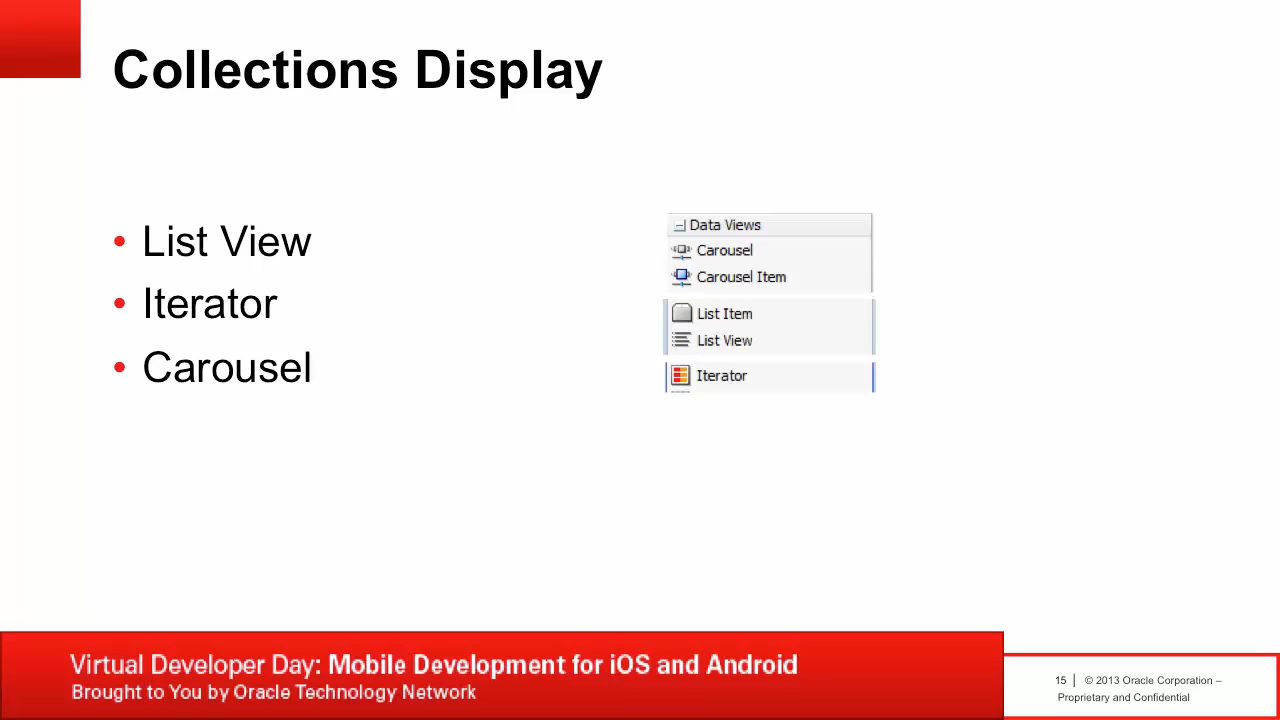 Collections Display
• List View
• Iterator
• Carousel
Data Views
Carousel
Carousel Item
List Item
List View
Iterator
Virtual Developer Day: Mobile Development for iOS and Android
Brought to You by Oracle Technology Network
15 | © 2013 Oracle Corporation –
Proprietary and Confidential